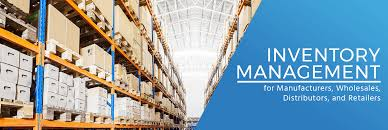 INVENTORY
MANAGEMENT
for Manufacturers, Wholesales,
Distributors, and Retailers